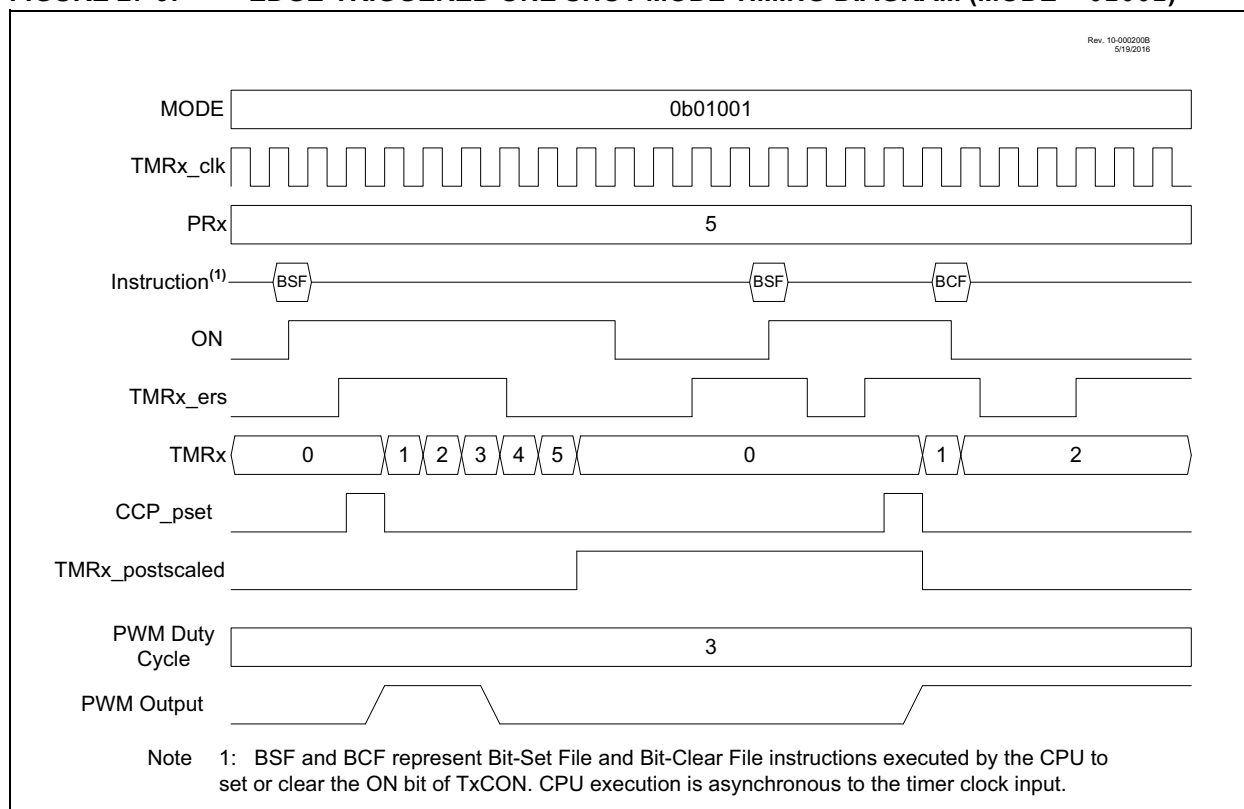 Rev. 10-000200B
5/19/2016
MODE
0b01001
TMRx_clk
PRx
5
Instruction(1)
BSF
BSF
BCF
ON
TMRx_ers
TMRx
0
1
2
3
4
5
0
1
2
CCP_pset
TMRx_postscaled
PWM Duty
Cycle
3
PWM Output
Note 1: BSF and BCF represent Bit-Set File and Bit-Clear File instructions executed by the CPU to
set or clear the ON bit of TxCON. CPU execution is asynchronous to the timer clock input.